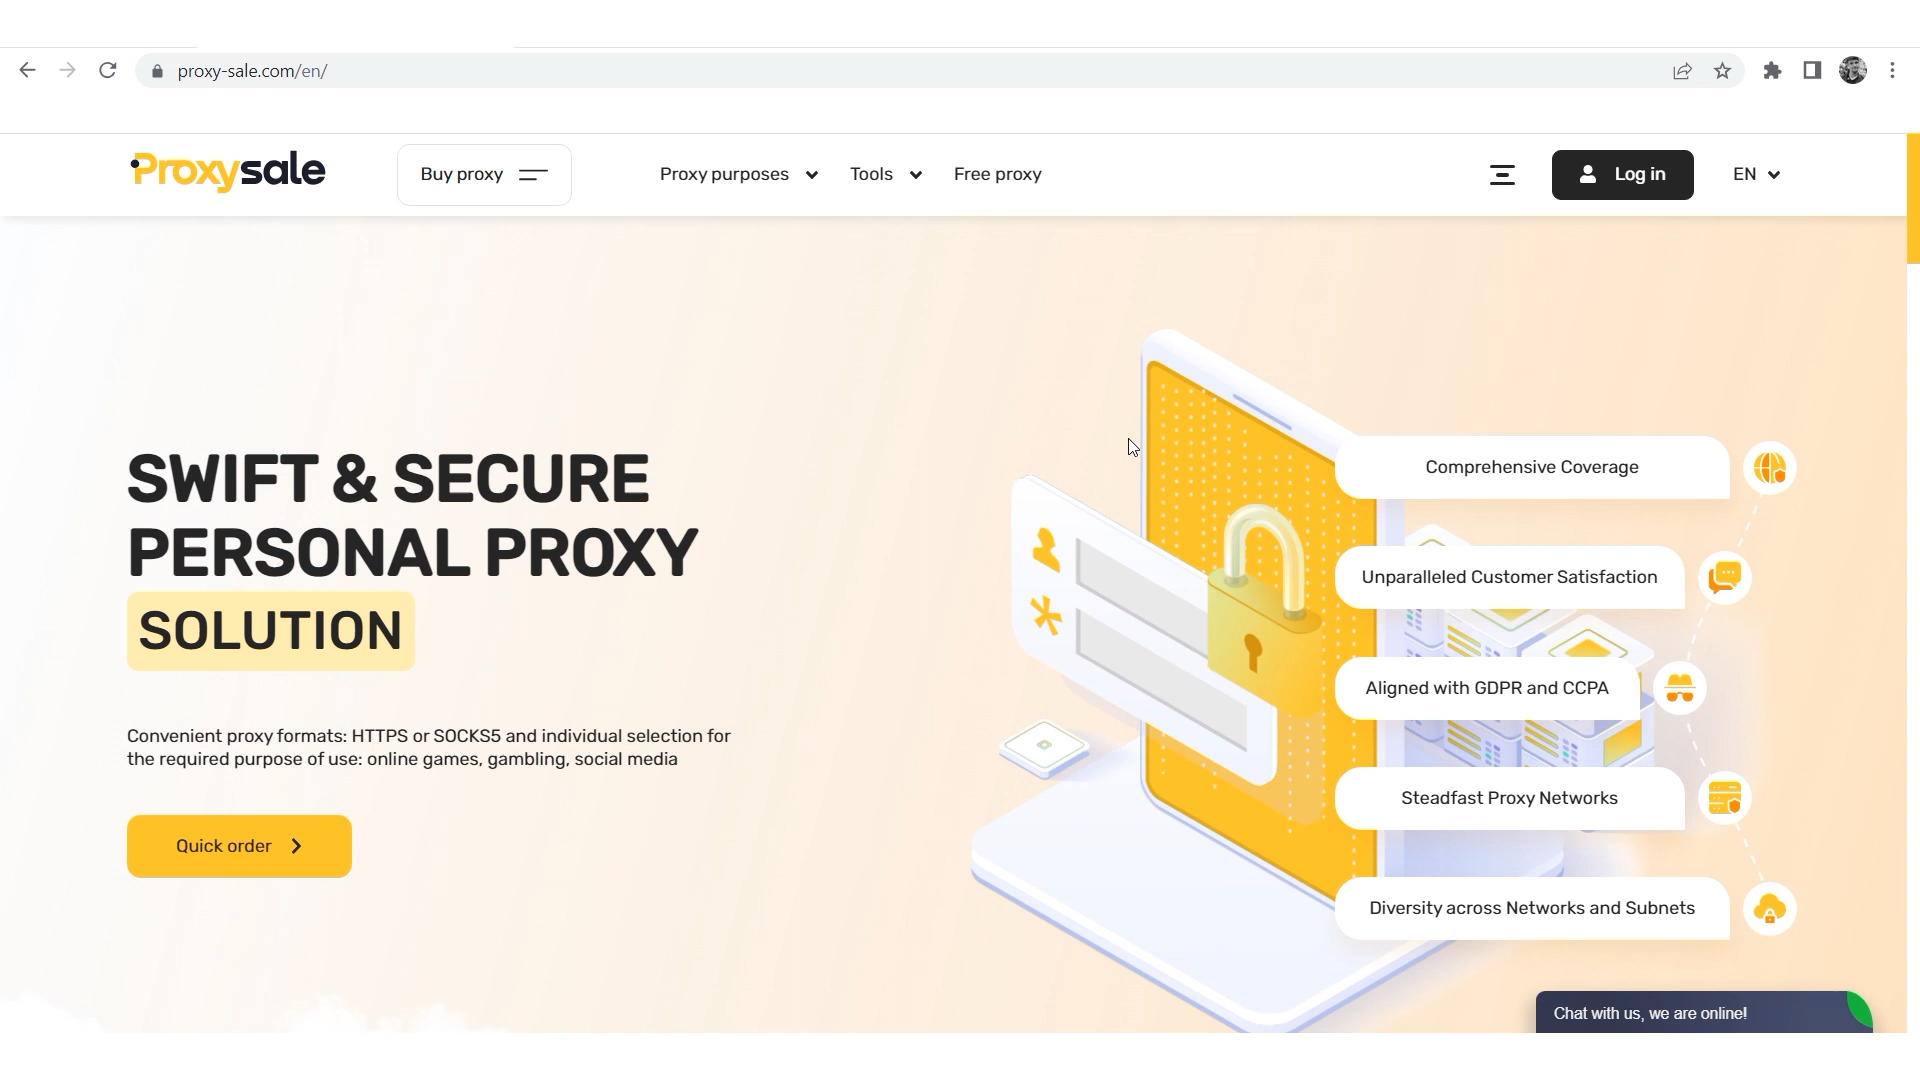 proxy-sale.com/en/
Proxysale
Buy proxy
Proxy purposes
Tools
Free proxy
Log in
EN
SWIFT & SECURE
PERSONAL PROXY
SOLUTION
Convenient proxy formats: HTTPS or SOCKS5 and individual selection for
the required purpose of use: online games, gambling, social media
Quick order
Comprehensive Coverage
Unparalleled Customer Satisfaction
Aligned with GDPR and CCPA
Steadfast Proxy Networks
Diversity across Networks and Subnets
Chat with us, we are online!